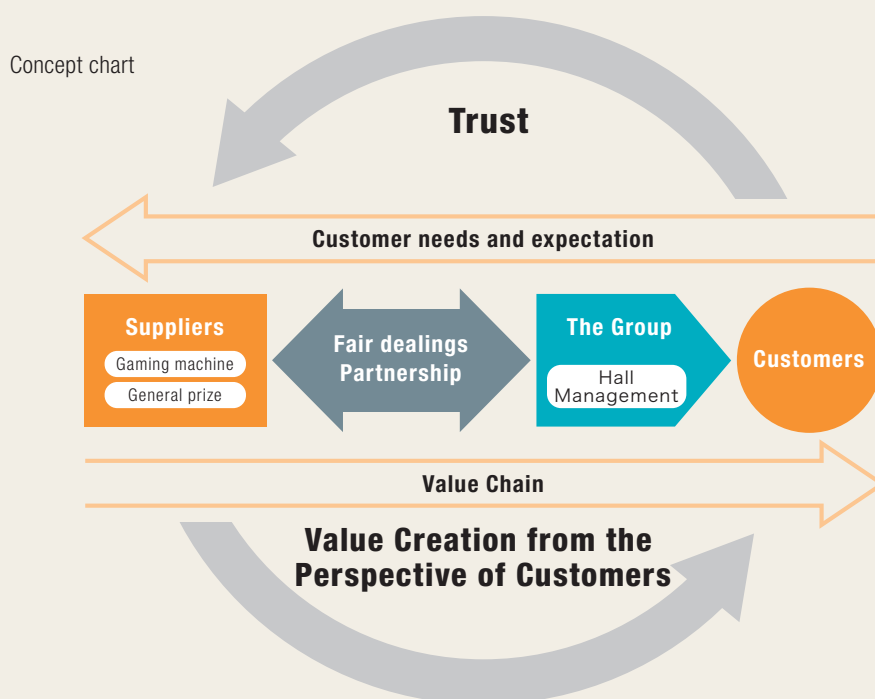 Concept chart
Trust
Customer needs and expectation
Suppliers
Gaming machine
General prize
Fair dealings
Partnership
The Group
Hall
Management
Customers
Value Chain
Value Creation from the
Perspective of Customers